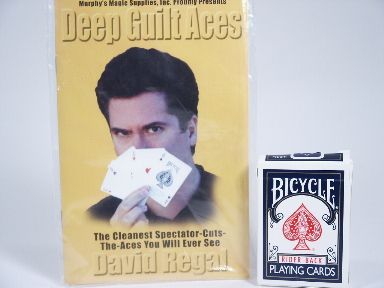 Murphy's Magic Supplies, Inc. Proudly Presents
Deep Guilt Aces
The Cleanest Spectator-Cuts-
The-Aces You Will Ever See
David Regal
BICYCLE
RIDER BACK
PLAYING CARDS